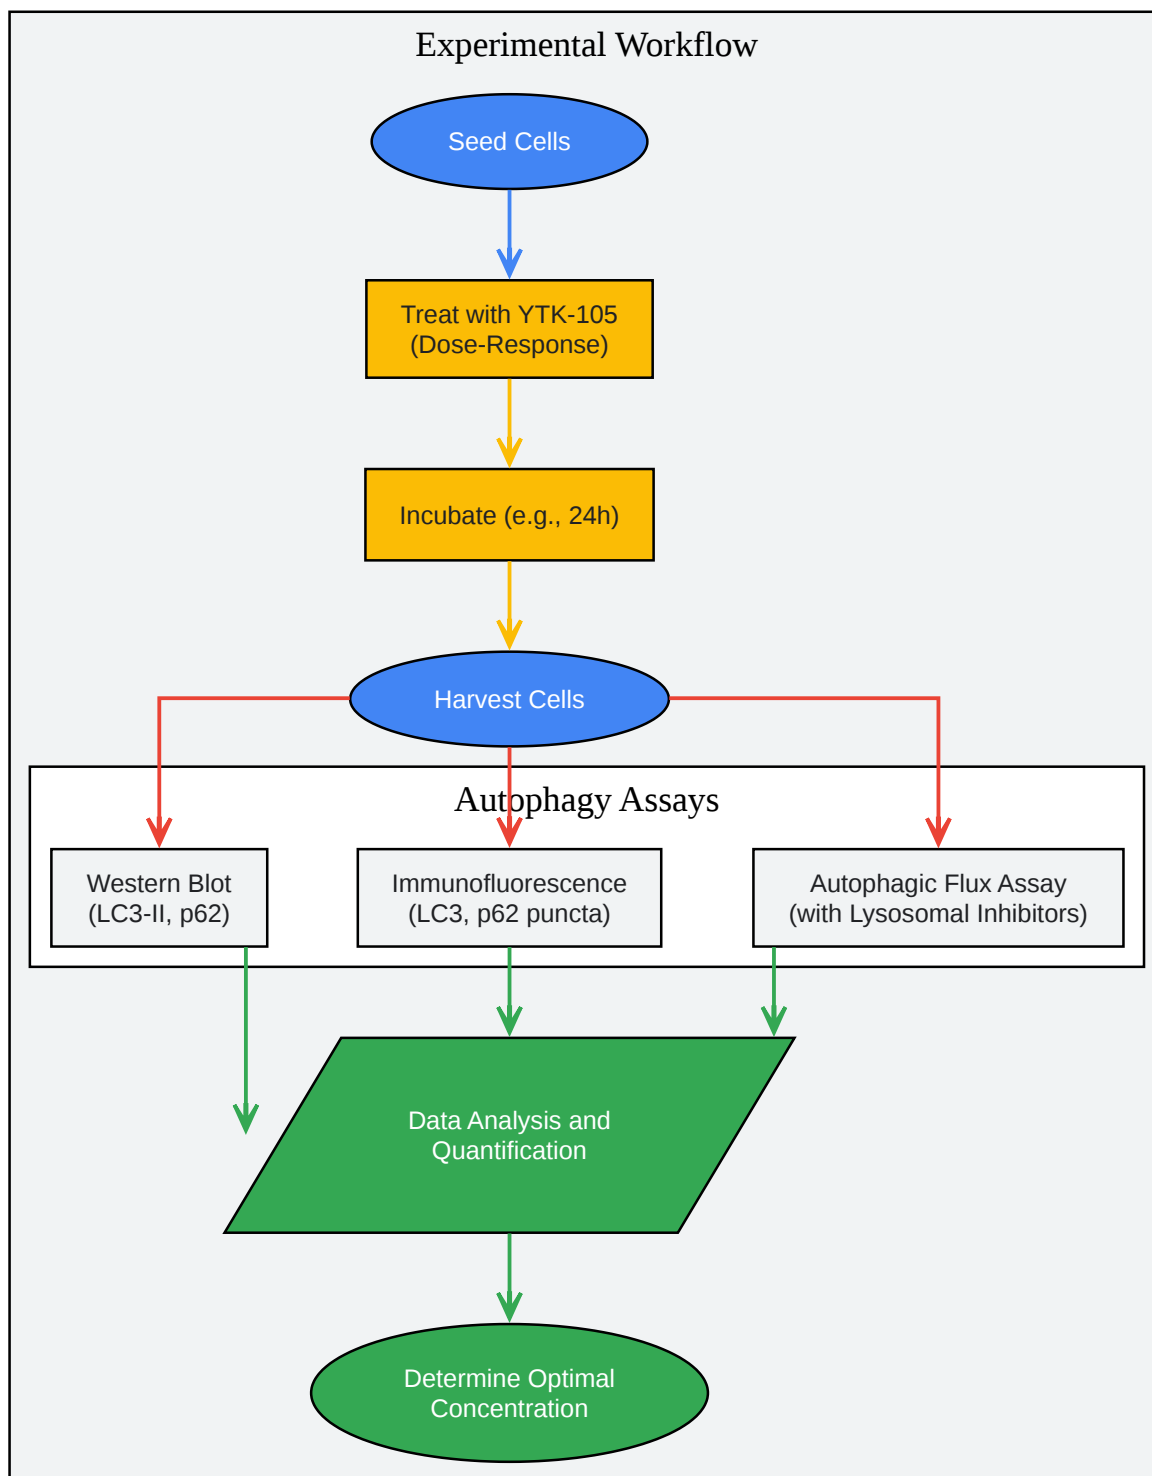 Experimental Workflow
Seed Cells
Treat with YTK-105
(Dose-Response)
Incubate (e.g., 24h)
Harvest Cells
Autophagy Assays
Western Blot
(LC3-II, p62)
Immunofluorescence
(LC3, p62 puncta)
Autophagic Flux Assay
(with Lysosomal Inhibitors)
Data Analysis and
Quantification
Determine Optimal
Concentration